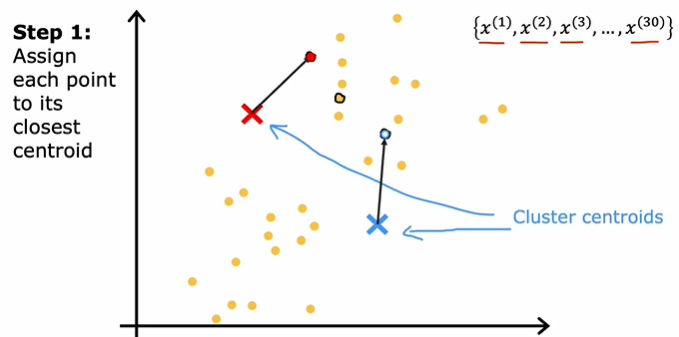 Step 1:
Assign
each point
to its
closest
centroid
{x⁽¹⁾, x⁽²⁾, x⁽³⁾, ..., x⁽³⁰⁾}
Cluster centroids